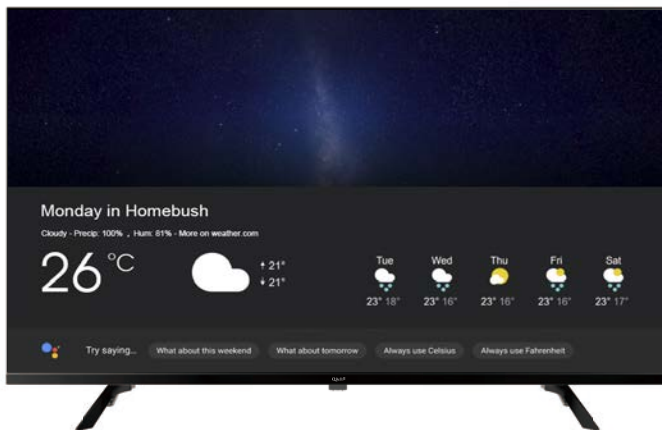 Monday in Homebush
Cloudy - Precip: 100% , Hum: 81% - More on weather.com
26 °C
↑ 21°
↓ 21°
Tue Wed Thu Fri Sat
23° 18° 23° 16° 23° 16° 23° 16° 23° 17°
Try saying... What about this weekend What about tomorrow Always use Celsius Always use Fahrenheit